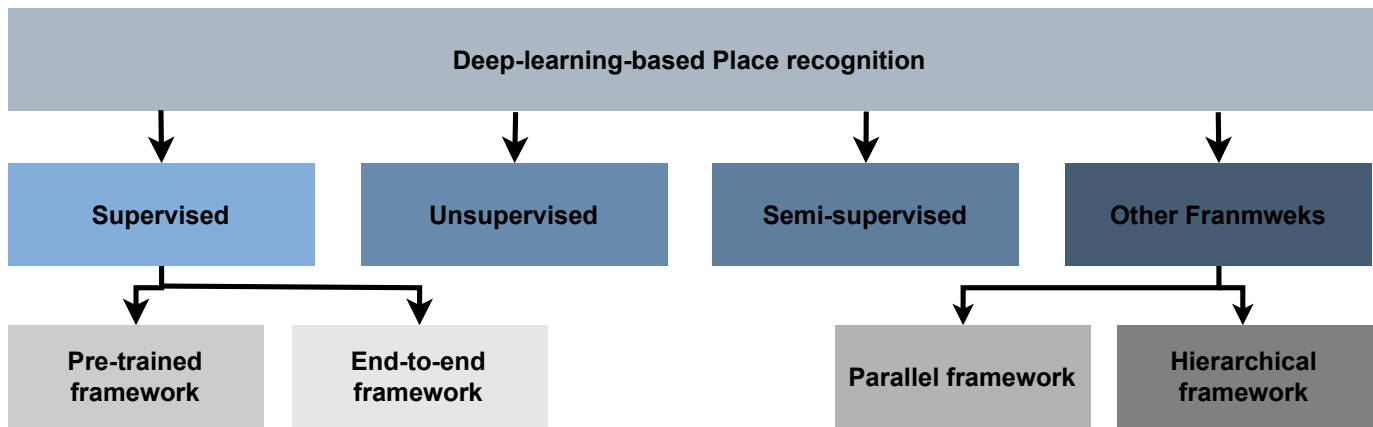 Deep-learning-based Place recognition
Supervised
Unsupervised
Semi-supervised
Other Franmweks
Pre-trained
framework
End-to-end
framework
Parallel framework
Hierarchical
framework